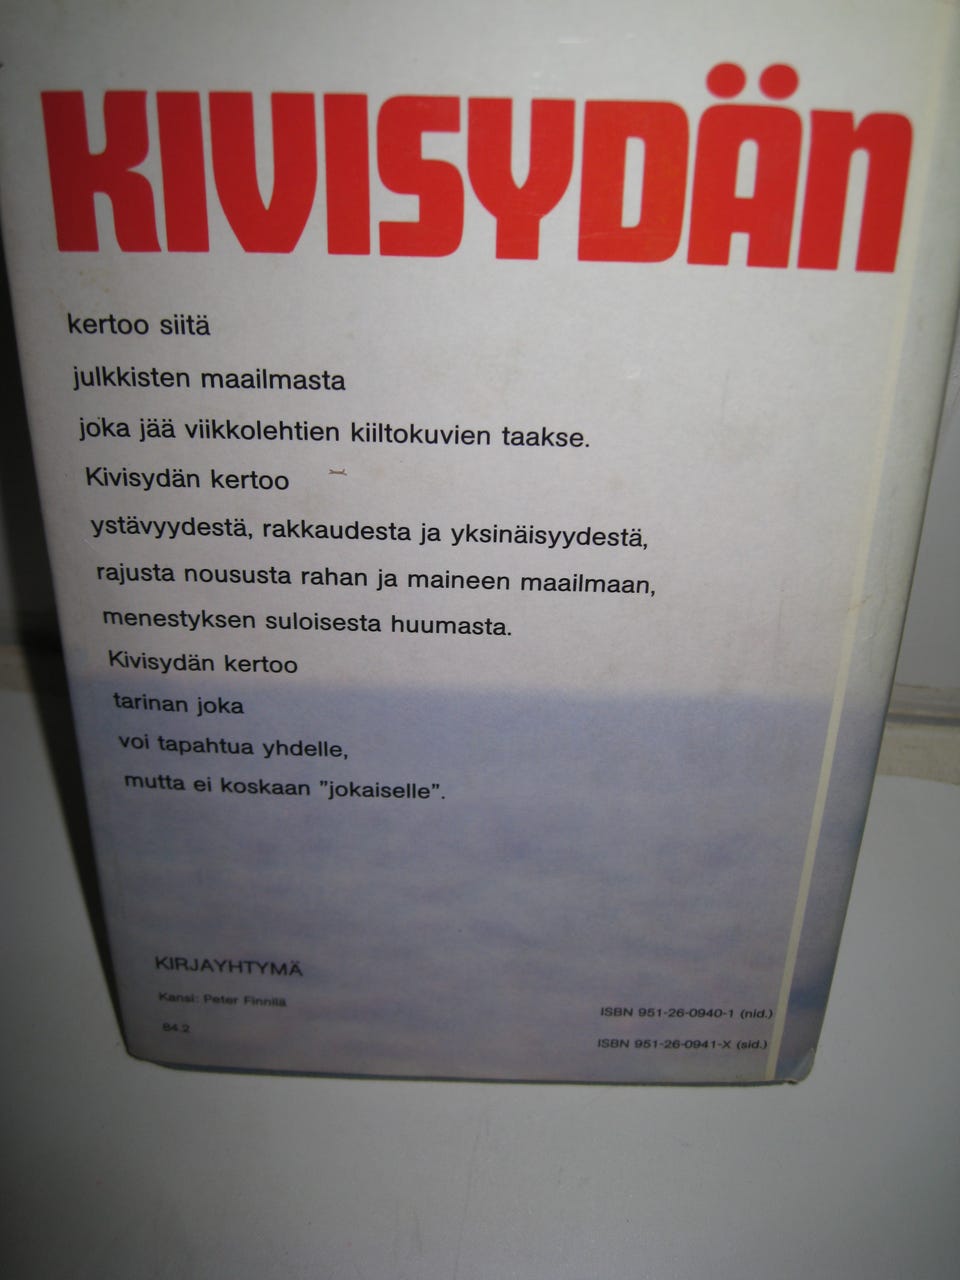 KIVISYDÄN
kertoo siitä
julkkisten maailmasta
joka jää viikkolehtien kiiltokuvien taakse.
Kivisydän kertoo
ystävyydestä, rakkaudesta ja yksinäisyydestä,
rajusta noususta rahan ja maineen maailmaan,
menestyksen suloisesta huumasta.
Kivisydän kertoo
tarinan joka
voi tapahtua yhdelle,
mutta ei koskaan ”jokaiselle”.
KIRJAYHTYMÄ
Kansi: Peter Finnilä
84.2
ISBN 951-26-0940-1 (nid.)
ISBN 951-26-0941-X (sid.)